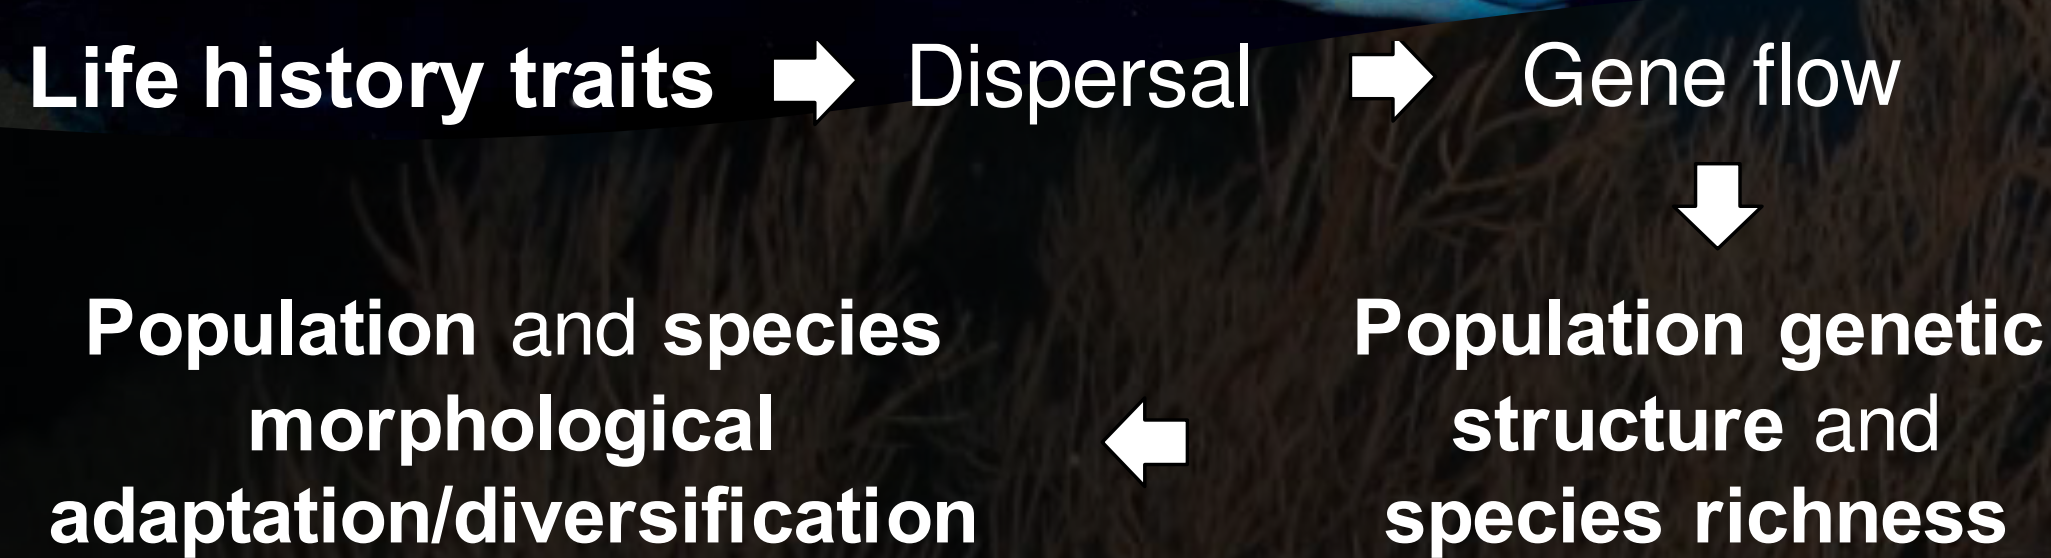 Life history traits Dispersal Gene flow
Population and species
morphological
adaptation/diversification
Population genetic
structure and
species richness